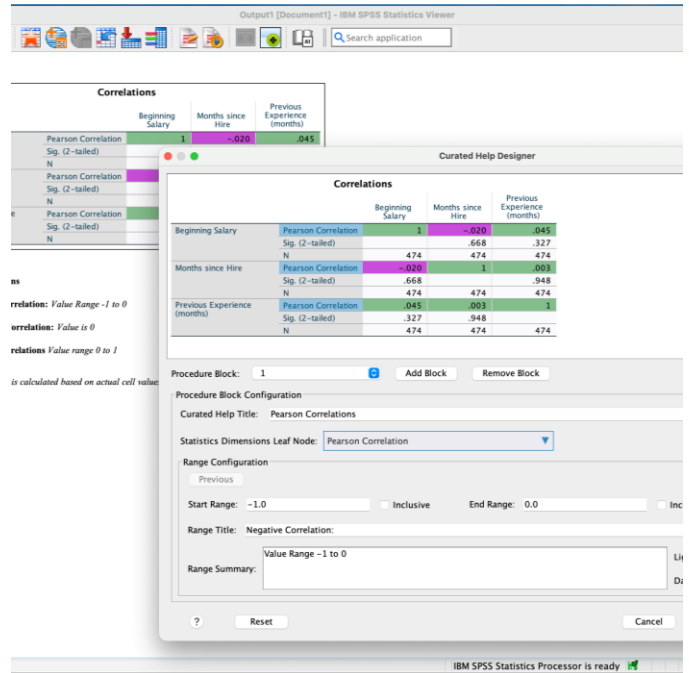 Output1 [Document1] - IBM SPSS Statistics Viewer
Search application
Correlations
Beginning Salary
Months since Hire
Previous Experience (months)
Pearson Correlation 1 -.020 .045
Sig. (2-tailed)
N
Pearson Correlation
Sig. (2-tailed)
N
Pearson Correlation
Sig. (2-tailed)
N
rrelation: Value Range -1 to 0
orrelation: Value is 0
relations Value range 0 to 1
is calculated based on actual cell value
Curated Help Designer
Correlations
Beginning Salary
Months since Hire
Previous Experience (months)
Beginning Salary Pearson Correlation 1 -.020 .045
Sig. (2-tailed) .668 .327
N 474 474 474
Months since Hire Pearson Correlation -.020 1 .003
Sig. (2-tailed) .668 .948
N 474 474 474
Previous Experience (months) Pearson Correlation .045 .003 1
Sig. (2-tailed) .327 .948
N 474 474 474
Procedure Block: 1 Add Block Remove Block
Procedure Block Configuration
Curated Help Title: Pearson Correlations
Statistics Dimensions Leaf Node: Pearson Correlation
Range Configuration
Previous
Start Range: -1.0 Inclusive End Range: 0.0 Inc
Range Title: Negative Correlation:
Range Summary: Value Range -1 to 0
? Reset Cancel
IBM SPSS Statistics Processor is ready